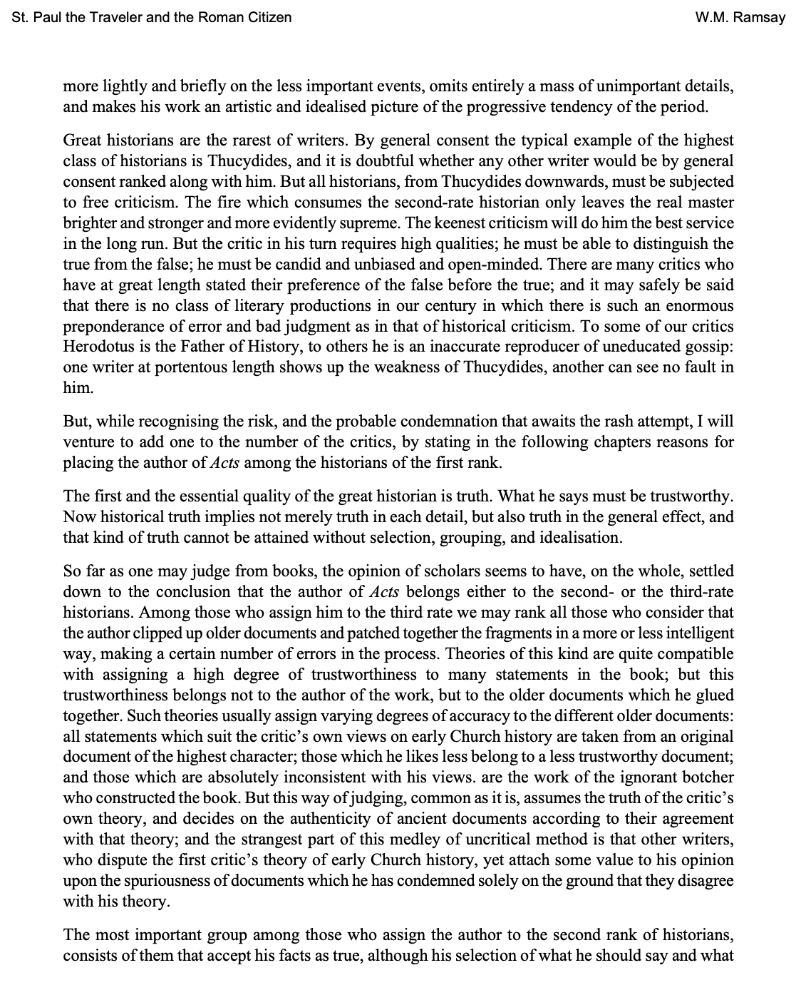 St. Paul the Traveler and the Roman Citizen
W.M. Ramsay
more lightly and briefly on the less important events, omits entirely a mass of unimportant details,
and makes his work an artistic and idealised picture of the progressive tendency of the period.
Great historians are the rarest of writers. By general consent the typical example of the highest
class of historians is Thucydides, and it is doubtful whether any other writer would be by general
consent ranked along with him. But all historians, from Thucydides downwards, must be subjected
to free criticism. The fire which consumes the second-rate historian only leaves the real master
brighter and stronger and more evidently supreme. The keenest criticism will do him the best service
in the long run. But the critic in his turn requires high qualities; he must be able to distinguish the
true from the false; he must be candid and unbiased and open-minded. There are many critics who
have at great length stated their preference of the false before the true; and it may safely be said
that there is no class of literary productions in our century in which there is such an enormous
preponderance of error and bad judgment as in that of historical criticism. To some of our critics
Herodotus is the Father of History, to others he is an inaccurate reproducer of uneducated gossip:
one writer at portentous length shows up the weakness of Thucydides, another can see no fault in
him.
But, while recognising the risk, and the probable condemnation that awaits the rash attempt, I will
venture to add one to the number of the critics, by stating in the following chapters reasons for
placing the author of Acts among the historians of the first rank.
The first and the essential quality of the great historian is truth. What he says must be trustworthy.
Now historical truth implies not merely truth in each detail, but also truth in the general effect, and
that kind of truth cannot be attained without selection, grouping, and idealisation.
So far as one may judge from books, the opinion of scholars seems to have, on the whole, settled
down to the conclusion that the author of Acts belongs either to the second- or the third-rate
historians. Among those who assign him to the third rate we may rank all those who consider that
the author clipped up older documents and patched together the fragments in a more or less intelligent
way, making a certain number of errors in the process. Theories of this kind are quite compatible
with assigning a high degree of trustworthiness to many statements in the book; but this
trustworthiness belongs not to the author of the work, but to the older documents which he glued
together. Such theories usually assign varying degrees of accuracy to the different older documents:
all statements which suit the critic’s own views on early Church history are taken from an original
document of the highest character; those which he likes less belong to a less trustworthy document;
and those which are absolutely inconsistent with his views. are the work of the ignorant botcher
who constructed the book. But this way of judging, common as it is, assumes the truth of the critic’s
own theory, and decides on the authenticity of ancient documents according to their agreement
with that theory; and the strangest part of this medley of uncritical method is that other writers,
who dispute the first critic’s theory of early Church history, yet attach some value to his opinion
upon the spuriousness of documents which he has condemned solely on the ground that they disagree
with his theory.
The most important group among those who assign the author to the second rank of historians,
consists of them that accept his facts as true, although his selection of what he should say and what